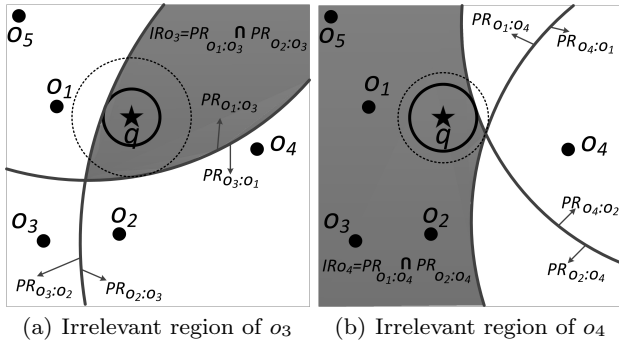 o5
IRo3=PRo1:o3 ∩ PRo2:o3
o1
PRo1:o3
q
o4
PRo3:o1
o3
o2
PRo3:o2
PRo2:o3
(a) Irrelevant region of o3
o5
PRo1:o4
PRo4:o1
o1
q
o4
PRo4:o2
o3
o2
IRo4=PRo1:o4 ∩ PRo2:o4
PRo2:o4
(b) Irrelevant region of o4